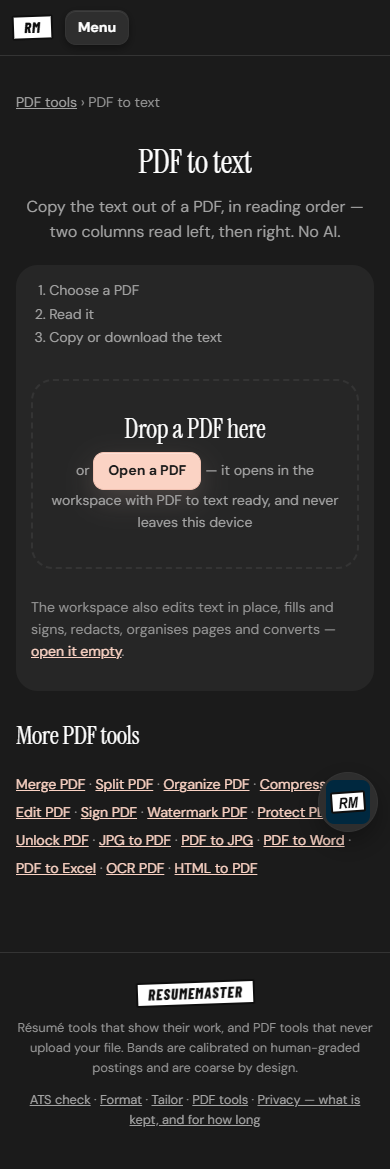 RM Menu
PDF tools › PDF to text
PDF to text
Copy the text out of a PDF, in reading order —
two columns read left, then right. No AI.
1. Choose a PDF
2. Read it
3. Copy or download the text
Drop a PDF here
or Open a PDF — it opens in the
workspace with PDF to text ready, and never
leaves this device
The workspace also edits text in place, fills and
signs, redacts, organises pages and converts —
open it empty.
More PDF tools
Merge PDF · Split PDF · Organize PDF · Compress
Edit PDF · Sign PDF · Watermark PDF · Protect
RM
Unlock PDF · JPG to PDF · PDF to JPG · PDF to Word ·
PDF to Excel · OCR PDF · HTML to PDF
RESUMEMASTER
Résumé tools that show their work, and PDF tools that never
upload your file. Bands are calibrated on human-graded
postings and are coarse by design.
ATS check · Format · Tailor · PDF tools · Privacy — what is
kept, and for how long